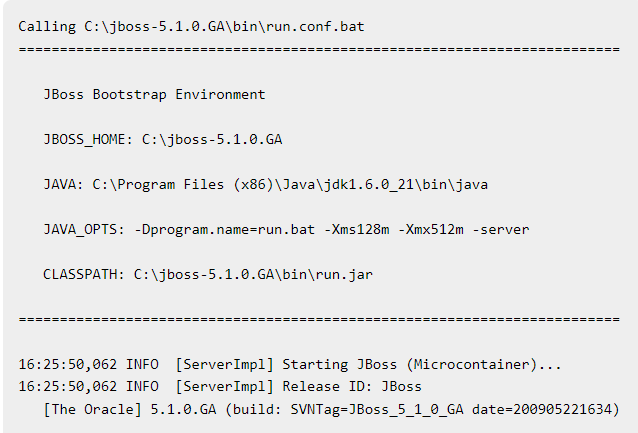 Calling C:\jboss-5.1.0.GA\bin\run.conf.bat
=========================================================================
JBoss Bootstrap Environment
JBOSS_HOME: C:\jboss-5.1.0.GA
JAVA: C:\Program Files (x86)\Java\jdk1.6.0_21\bin\java
JAVA_OPTS: -Dprogram.name=run.bat -Xms128m -Xmx512m -server
CLASSPATH: C:\jboss-5.1.0.GA\bin\run.jar
=========================================================================
16:25:50,062 INFO  [ServerImpl] Starting JBoss (Microcontainer)...
16:25:50,062 INFO  [ServerImpl] Release ID: JBoss
[The Oracle] 5.1.0.GA (build: SVNTag=JBoss_5_1_0_GA date=200905221634)